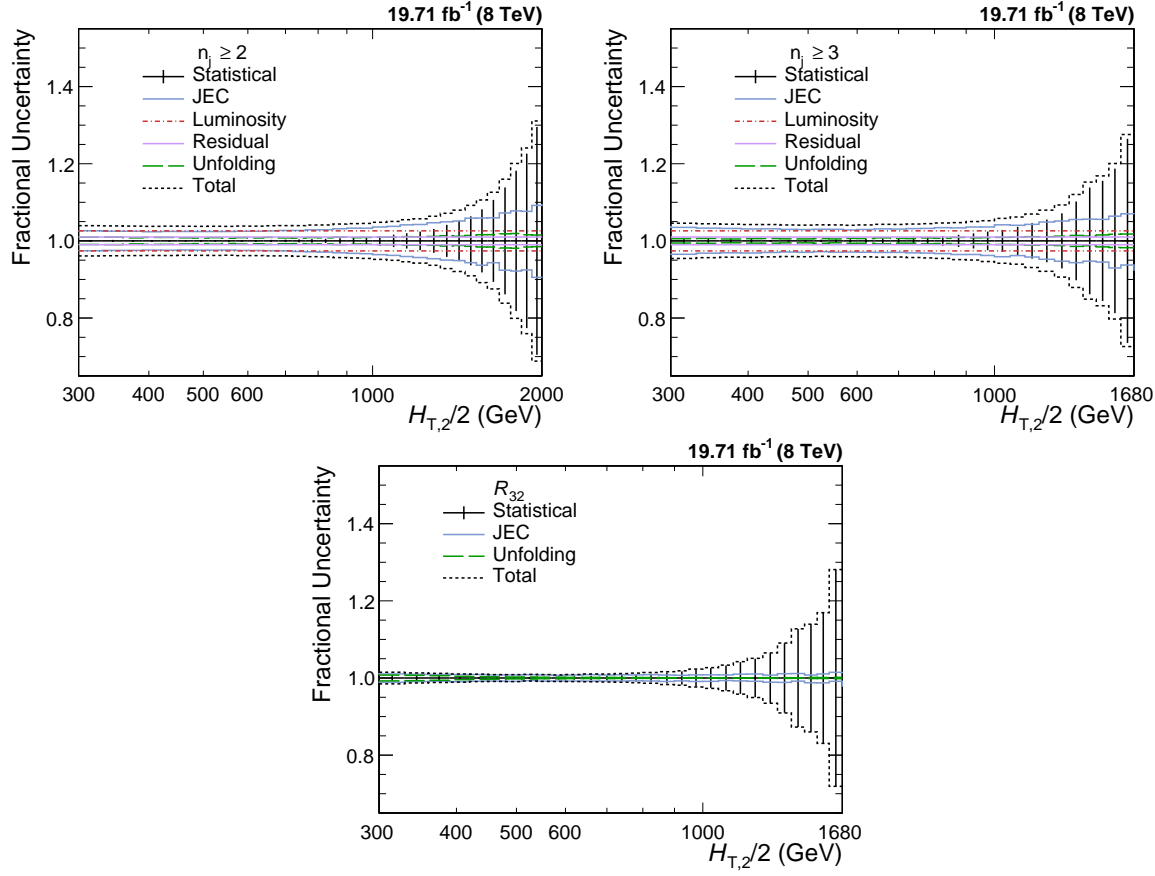 19.71 fb⁻¹ (8 TeV)
Fractional Uncertainty
n_j ≥ 2
Statistical
JEC
Luminosity
Residual
Unfolding
Total
1.4
1.2
1.0
0.8
300 400 500 600 1000 2000
H_T,2/2 (GeV)
19.71 fb⁻¹ (8 TeV)
Fractional Uncertainty
n_j ≥ 3
Statistical
JEC
Luminosity
Residual
Unfolding
Total
1.4
1.2
1.0
0.8
300 400 500 600 1000 1680
H_T,2/2 (GeV)
19.71 fb⁻¹ (8 TeV)
Fractional Uncertainty
R_32
Statistical
JEC
Unfolding
Total
1.4
1.2
1.0
0.8
300 400 500 600 1000 1680
H_T,2/2 (GeV)